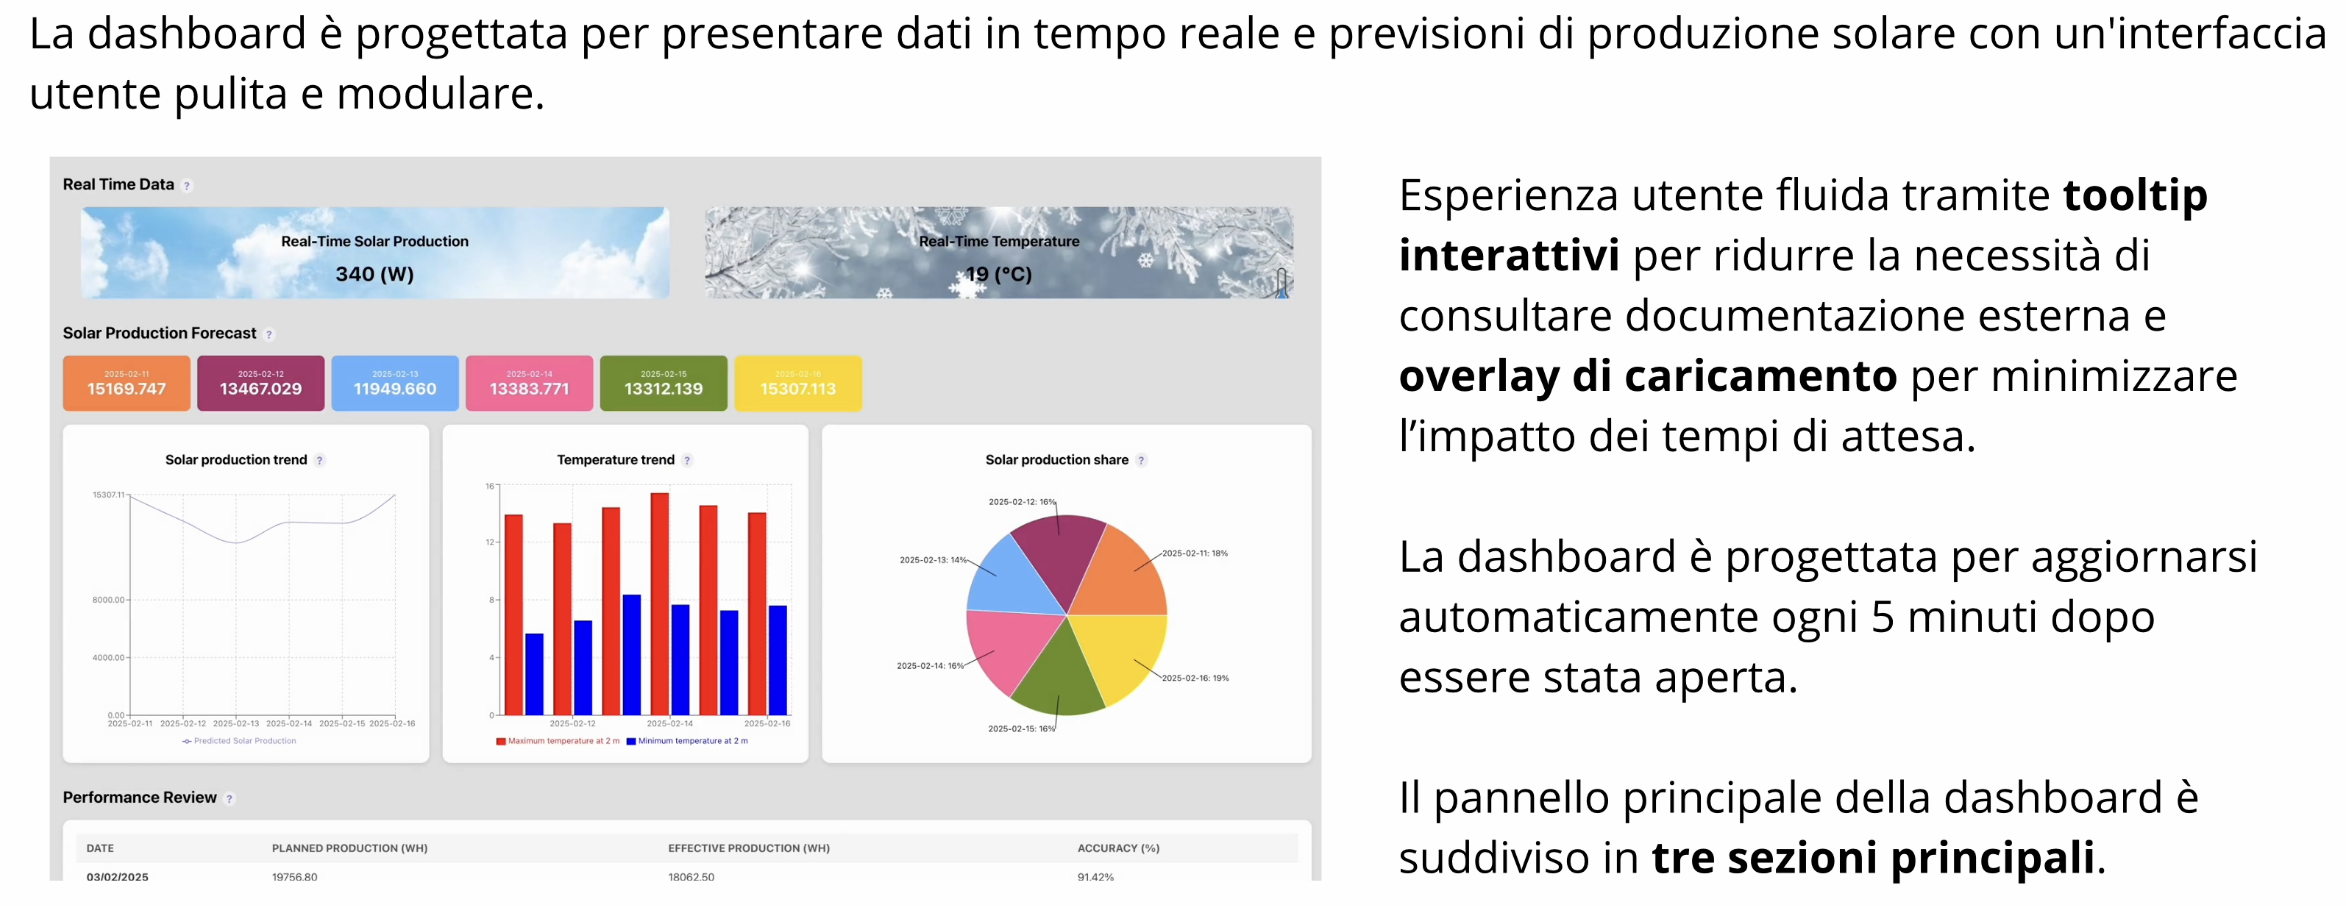 La dashboard è progettata per presentare dati in tempo reale e previsioni di produzione solare con un'interfaccia
utente pulita e modulare.
Real Time Data ?
Real-Time Solar Production
340 (W)
Real-Time Temperature
19 (°C)
Solar Production Forecast ?
2025-02-11
15169.747
2025-02-12
13467.029
2025-02-13
11949.660
2025-02-14
13383.771
2025-02-15
13312.139
2025-02-16
15307.113
Solar production trend ?
15307.11
8000.00
4000.00
0.00
2025-02-11 2025-02-12 2025-02-13 2025-02-14 2025-02-15 2025-02-16
Predicted Solar Production
Temperature trend ?
16
12
8
4
0
2025-02-12 2025-02-14 2025-02-16
Maximum temperature at 2 m Minimum temperature at 2 m
Solar production share ?
2025-02-12: 16%
2025-02-11: 18%
2025-02-13: 14%
2025-02-14: 16%
2025-02-16: 19%
2025-02-15: 16%
Performance Review ?
DATE PLANNED PRODUCTION (WH) EFFECTIVE PRODUCTION (WH) ACCURACY (%)
03/02/2025 19756.80 18062.50 91.42%
Esperienza utente fluida tramite tooltip
interattivi per ridurre la necessità di
consultare documentazione esterna e
overlay di caricamento per minimizzare
l’impatto dei tempi di attesa.
La dashboard è progettata per aggiornarsi
automaticamente ogni 5 minuti dopo
essere stata aperta.
Il pannello principale della dashboard è
suddiviso in tre sezioni principali.